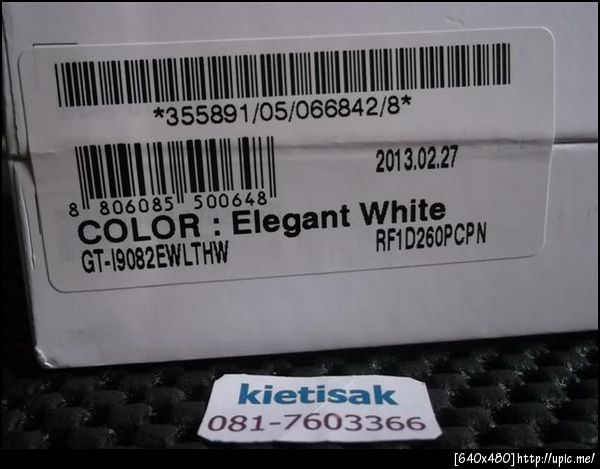 *355891/05/066842/8*
2013.02.27
8 806085 500648
COLOR : Elegant White
GT-I9082EWLTHW
RF1D260PCPN
kietisak
081-7603366
[640x480]http://upic.me/